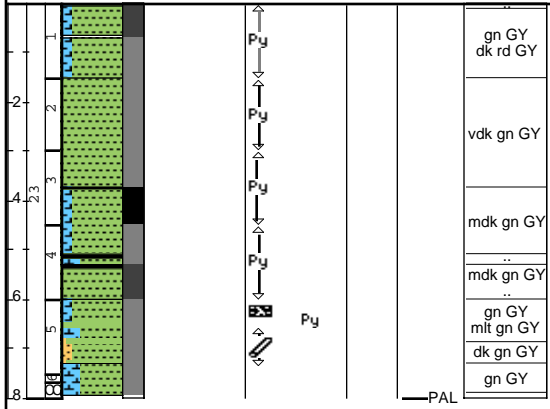 ..
gn GY
1
Py
dk rd GY
2
2
Py
vdk gn GY
3
Py
23
4
mdk gn GY
4
..
Py
mdk gn GY
..
6
gn GY
Py
mlt gn GY
5
dk gn GY
6
gn GY
8
PAL